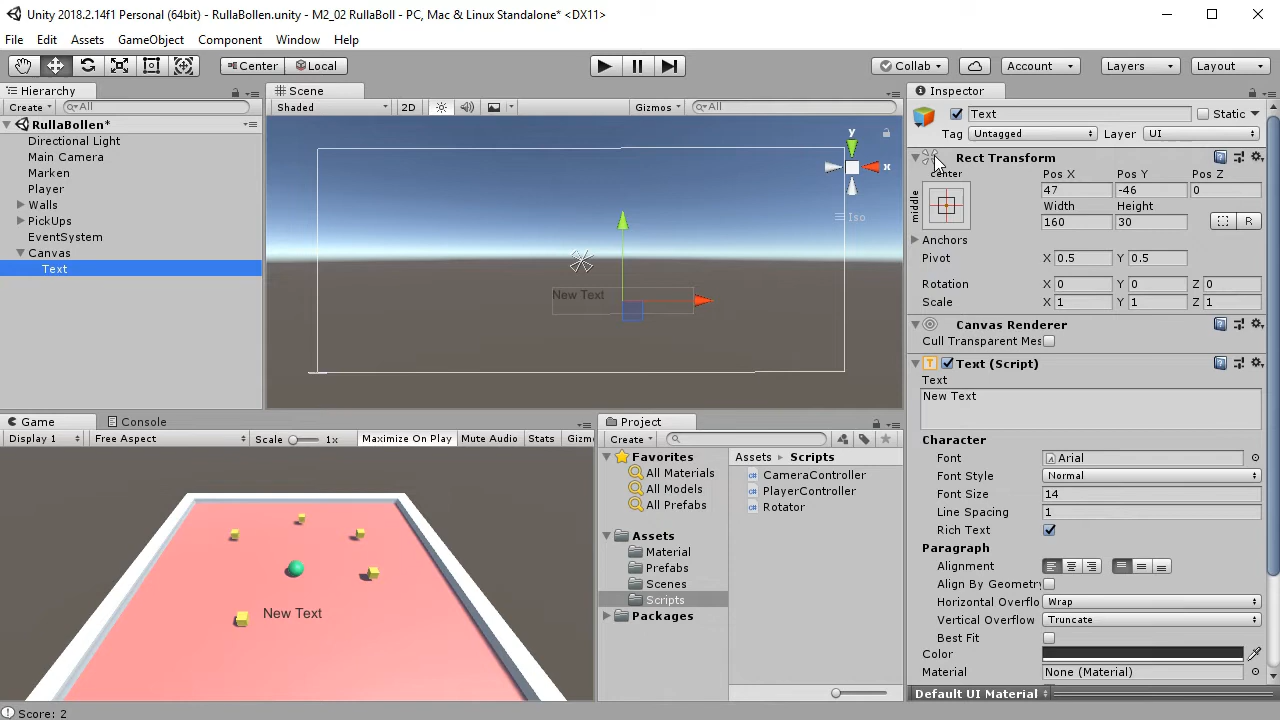 Unity 2018.2.14f1 Personal (64bit) - RullaBollen.unity - M2_02 RullaBoll - PC, Mac & Linux Standalone* <DX11>
File Edit Assets GameObject Component Window Help
Center Local Collab Account Layers Layout
Hierarchy
Create All
RullaBollen*
Directional Light
Main Camera
Marken
Player
Walls
PickUps
EventSystem
Canvas
Text
Scene
Shaded 2D Gizmos All
y
x
Iso
New Text
Game Console
Display 1 Free Aspect Scale 1x Maximize On Play Mute Audio Stats Gizm
New Text
Project
Create
Favorites
All Materials
All Models
All Prefabs
Assets
Material
Prefabs
Scenes
Scripts
Packages
Assets Scripts
CameraController
PlayerController
Rotator
Inspector
Text Static
Tag Untagged Layer UI
Rect Transform
center Pos X Pos Y Pos Z
47 -46 0
middle Width Height
160 30 R
Anchors
Pivot X 0.5 Y 0.5
Rotation X 0 Y 0 Z 0
Scale X 1 Y 1 Z 1
Canvas Renderer
Cull Transparent Mes
T Text (Script)
Text
New Text
Character
Font Arial
Font Style Normal
Font Size 14
Line Spacing 1
Rich Text
Paragraph
Alignment
Align By Geometry
Horizontal Overflo Wrap
Vertical Overflow Truncate
Best Fit
Color
Material None (Material)
Default UI Material
Score: 2